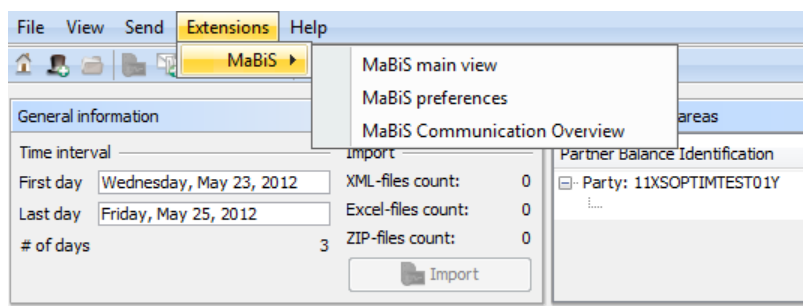 File View Send Extensions Help
MaBiS
MaBiS main view
MaBiS preferences
MaBiS Communication Overview
General information
areas
Time interval
Import
Partner Balance Identification
First day Wednesday, May 23, 2012
XML-files count: 0
Party: 11XSOPTIMTEST01Y
Last day Friday, May 25, 2012
Excel-files count: 0
# of days 3
ZIP-files count: 0
Import